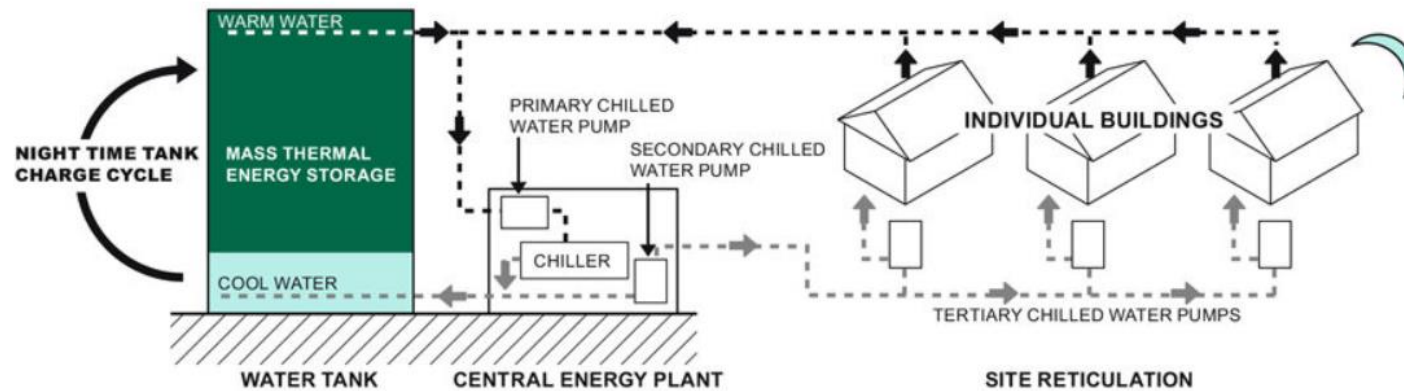 WARM WATER
NIGHT TIME TANK
CHARGE CYCLE
MASS THERMAL
ENERGY STORAGE
COOL WATER
WATER TANK
PRIMARY CHILLED
WATER PUMP
SECONDARY CHILLED
WATER PUMP
CHILLER
CENTRAL ENERGY PLANT
INDIVIDUAL BUILDINGS
TERTIARY CHILLED WATER PUMPS
SITE RETICULATION